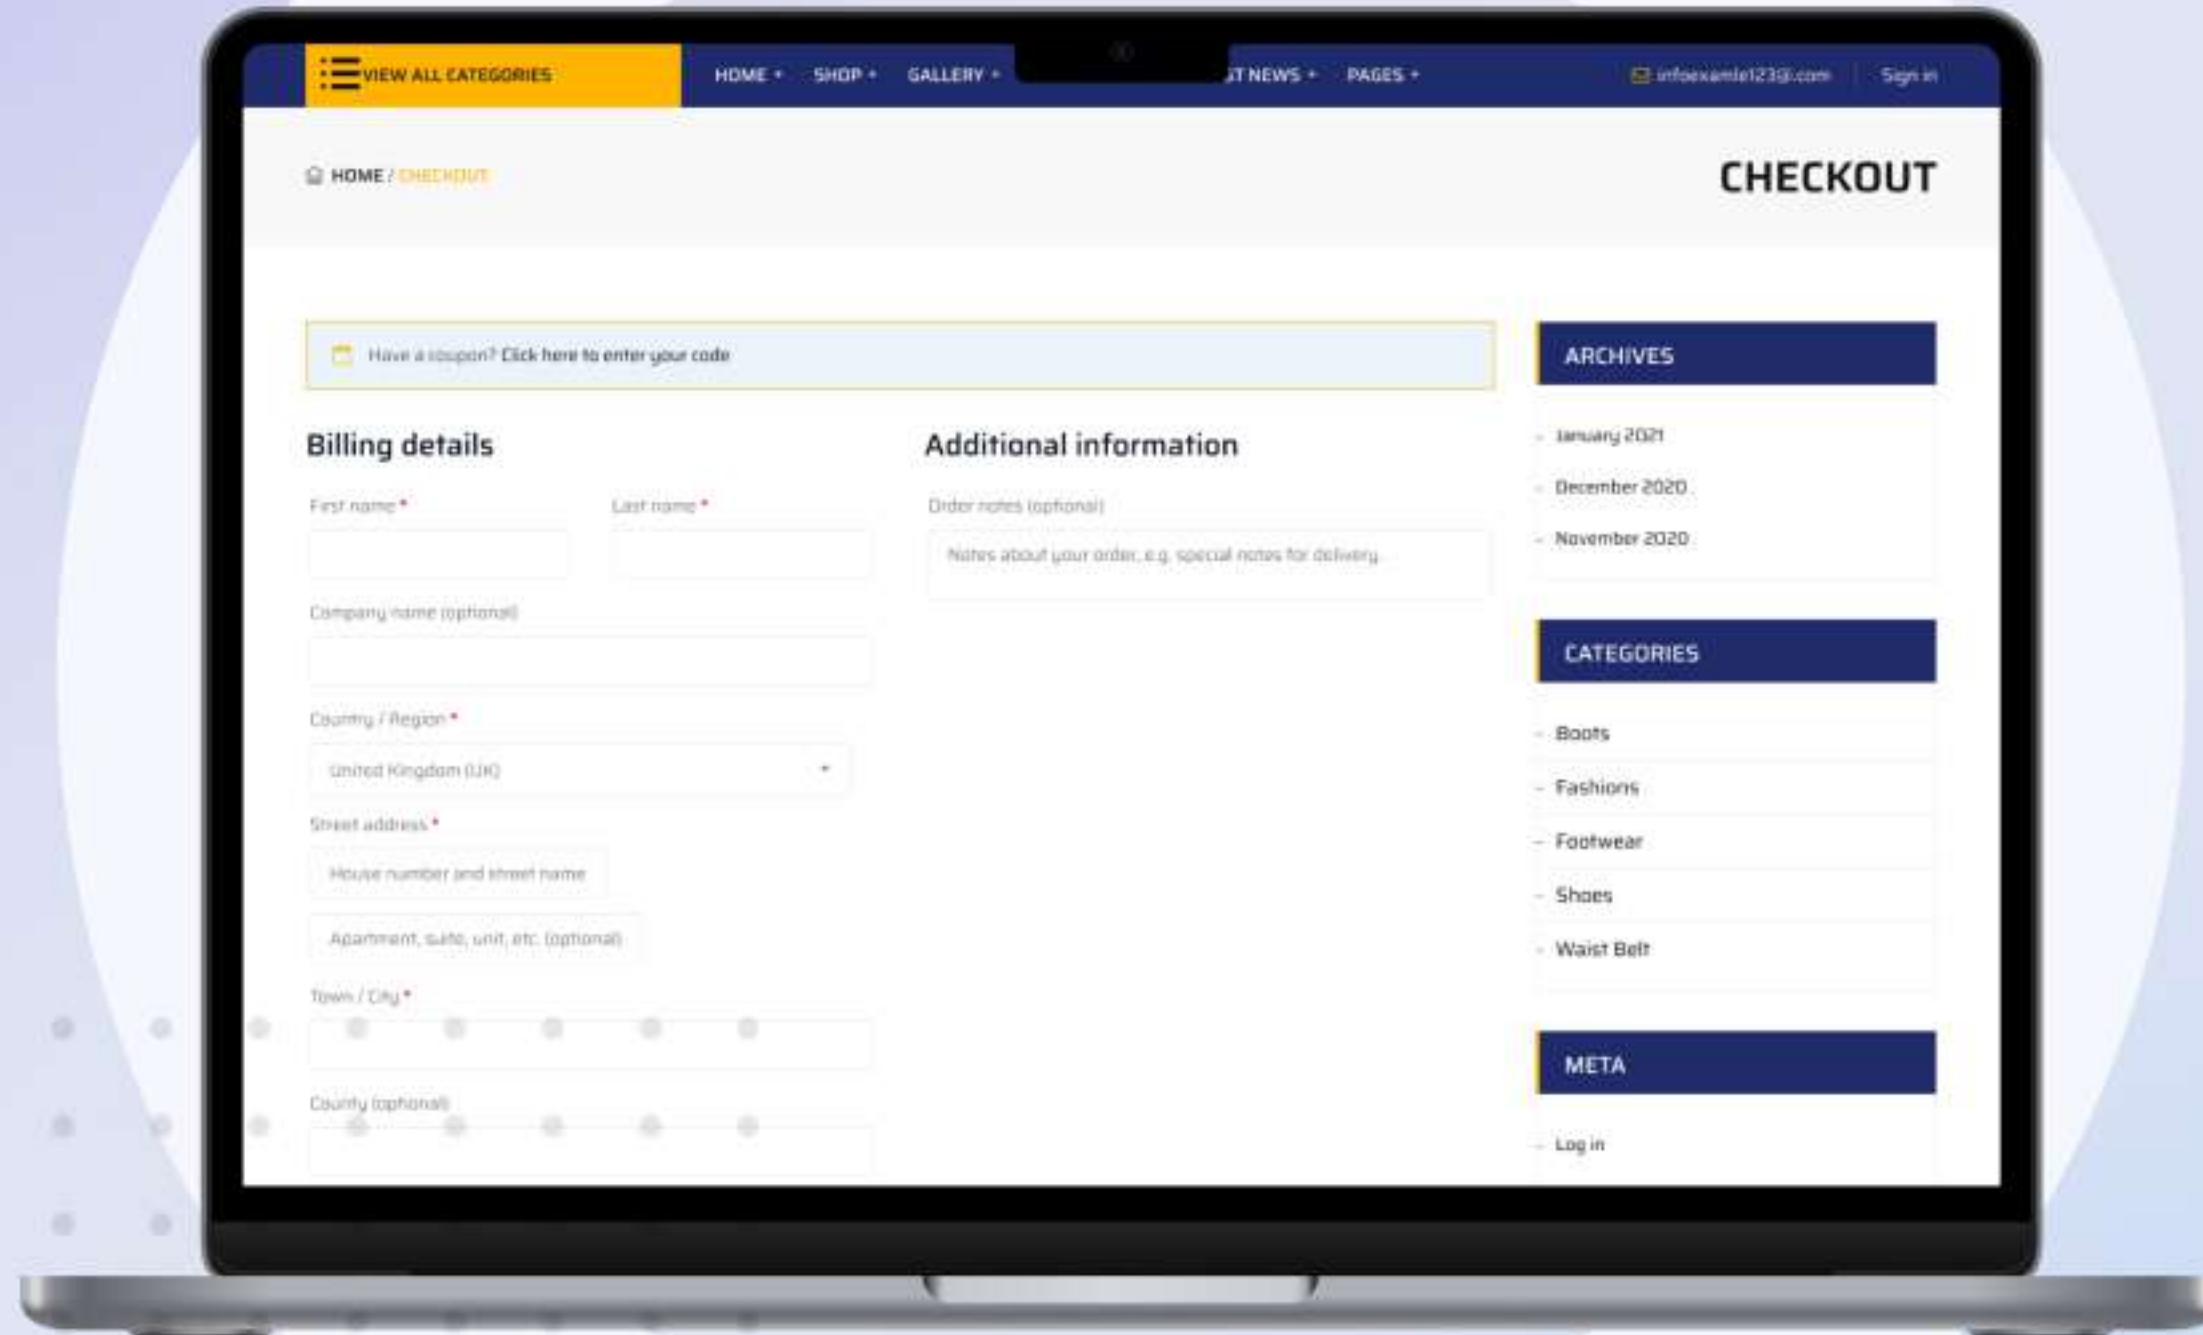 VIEW ALL CATEGORIES
HOME +
SHOP +
GALLERY +
ST NEWS +
PAGES +
infoexamle123@.com
Sign in
HOME / CHECKOUT
CHECKOUT
Have a coupon? Click here to enter your code
Billing details
First name *
Last name *
Company name (optional)
Country / Region *
United Kingdom (UK)
Street address *
House number and street name
Apartment, suite, unit, etc. (optional)
Town / City *
County (optional)
Additional information
Order notes (optional)
Notes about your order, e.g. special notes for delivery.
ARCHIVES
- January 2021
- December 2020
- November 2020
CATEGORIES
- Boots
- Fashions
- Footwear
- Shoes
- Waist Belt
META
- Log in